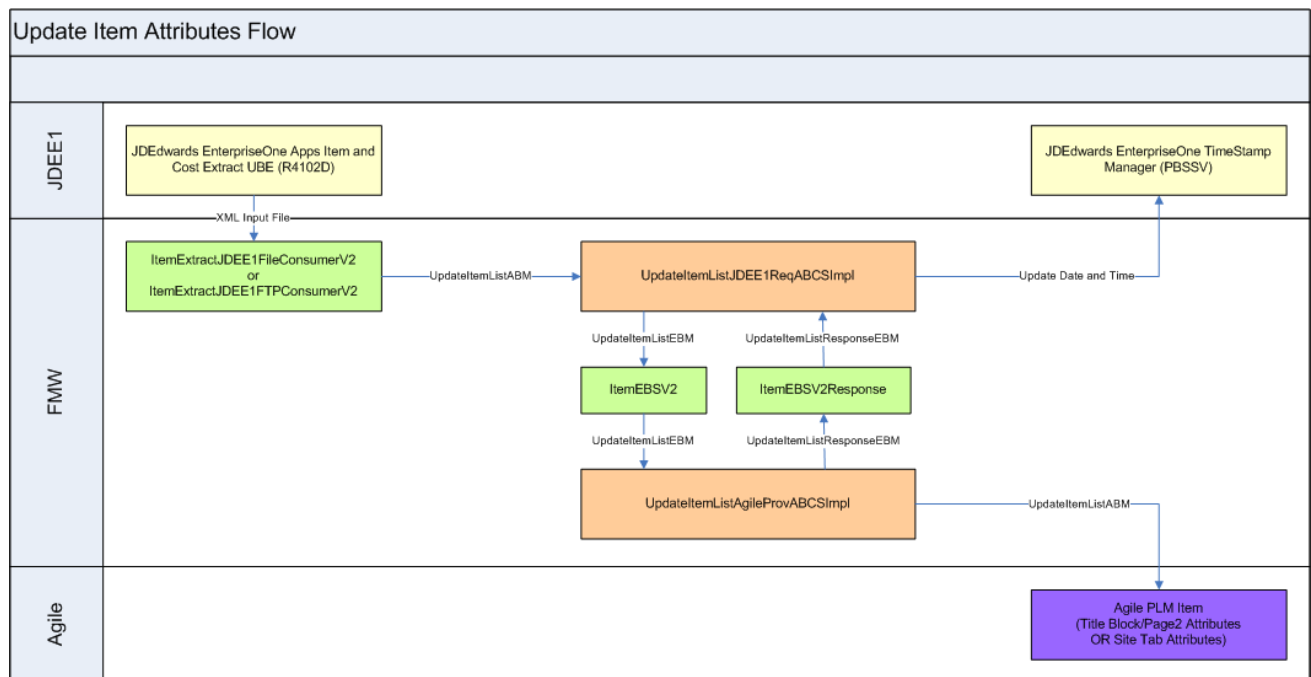 Update Item Attributes Flow
JDEE1
JDEdwards EnterpriseOne Apps Item and
Cost Extract UBE (R4102D)
JDEdwards EnterpriseOne TimeStamp
Manager (PBSSV)
XML Input File
FMW
ItemExtractJDEE1FileConsumerV2
or
ItemExtractJDEE1FTPConsumerV2
UpdateItemListABM
UpdateItemListJDEE1ReqABCSImpl
Update Date and Time
UpdateItemListEBM
UpdateItemListResponseEBM
ItemEBSV2
ItemEBSV2Response
UpdateItemListEBM
UpdateItemListResponseEBM
UpdateItemListAgileProvABCSImpl
UpdateItemListABM
Agile
Agile PLM Item
(Title Block/Page2 Attributes
OR Site Tab Attributes)